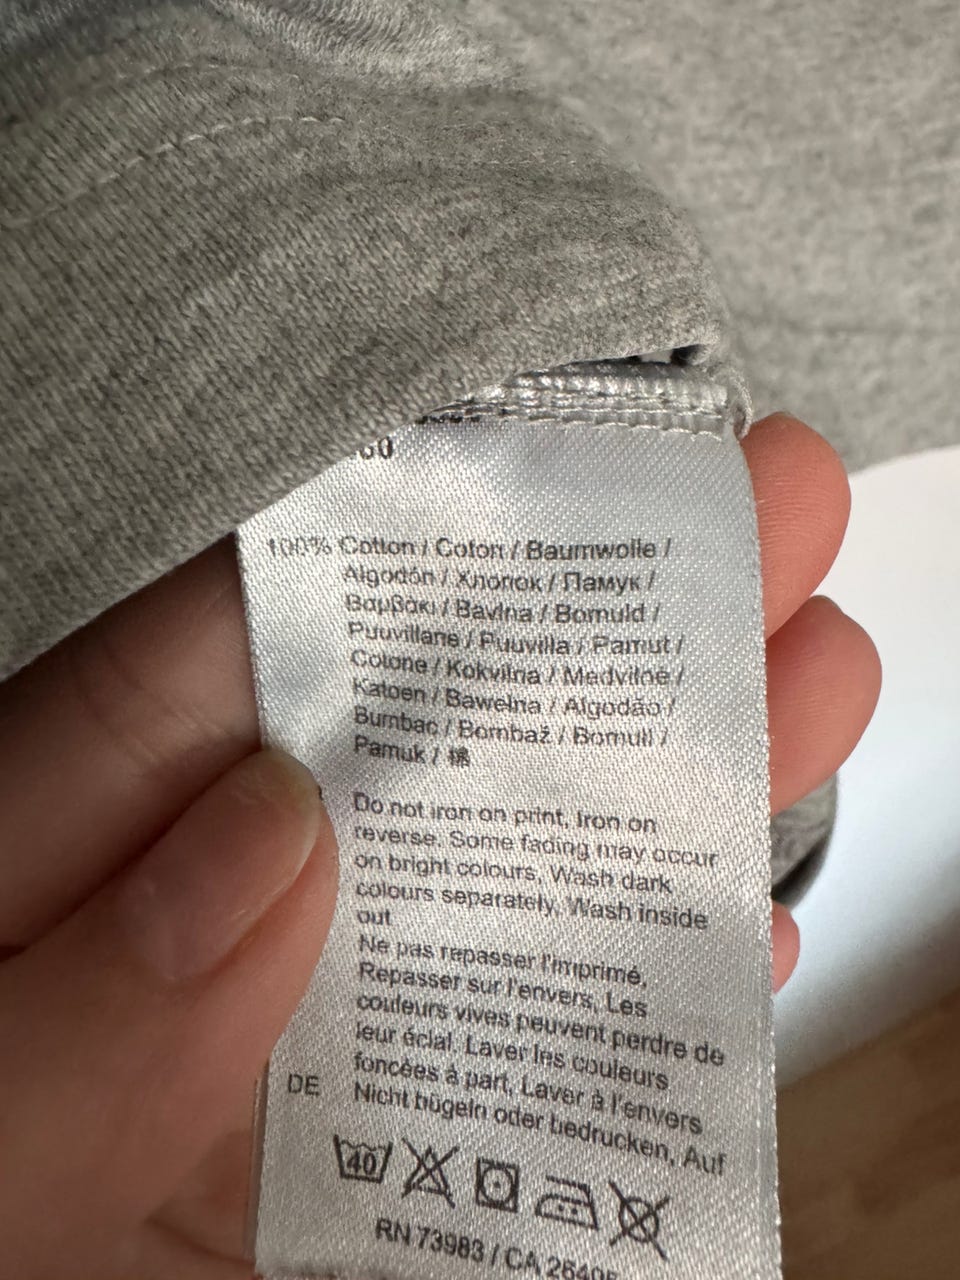 100% Cotton / Coton / Baumwolle /
Algodón / Хлопок / Памук /
Βαμβακι / Bavlna / Bomuld /
Puuvillane / Puuvilla / Pamut /
Cotone / Kokvilna / Medvilnė /
Katoen / Bawełna / Algodão /
Bumbac / Bombaž / Bomull /
Pamuk / 棉
Do not iron on print. Iron on
reverse. Some fading may occur
on bright colours. Wash dark
colours separately. Wash inside
out
Ne pas repasser l'imprimé.
Repasser sur l'envers. Les
couleurs vives peuvent perdre de
leur éclat. Laver les couleurs
foncées à part. Laver à l'envers
DE Nicht bügeln oder bedrucken. Auf
40
RN 73983 / CA